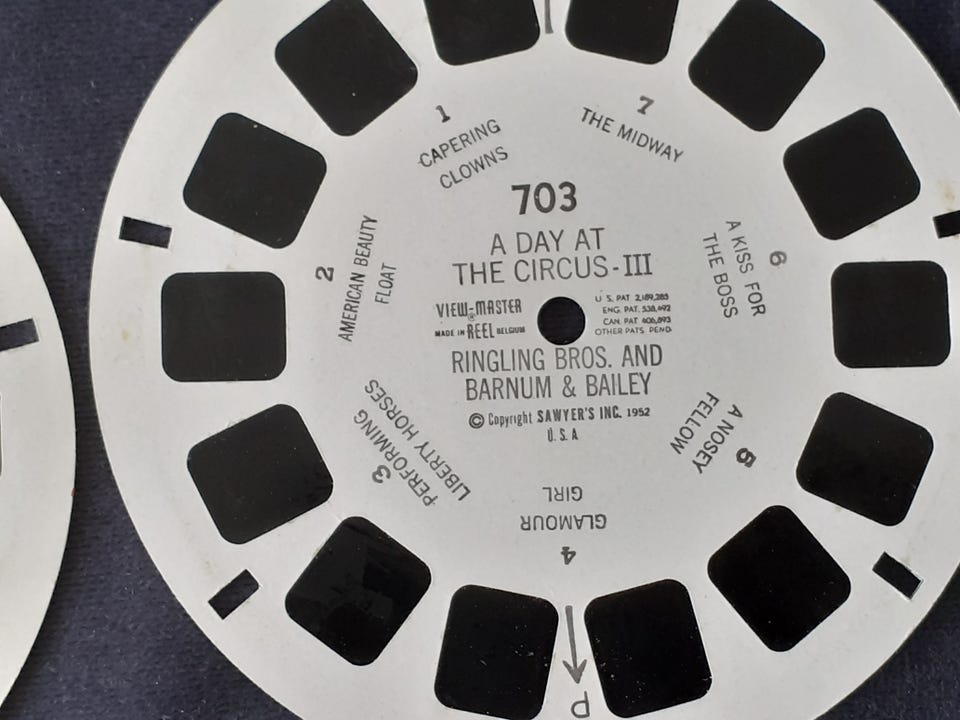 703
A DAY AT
THE CIRCUS-III
VIEW-MASTER
®
MADE IN REEL BELGIUM
U.S. PAT 2,189,285
ENG. PAT. 538,492
CAN. PAT 406,893
OTHER PATS. PEND.
RINGLING BROS. AND
BARNUM & BAILEY
© Copyright SAWYER'S INC. 1952
U.S.A
1
CAPERING
CLOWNS
2
AMERICAN BEAUTY
FLOAT
3
PERFORMING
LIBERTY HORSES
4
GLAMOUR
GIRL
5
A NOSEY
FELLOW
6
A KISS FOR
THE BOSS
7
THE MIDWAY
P